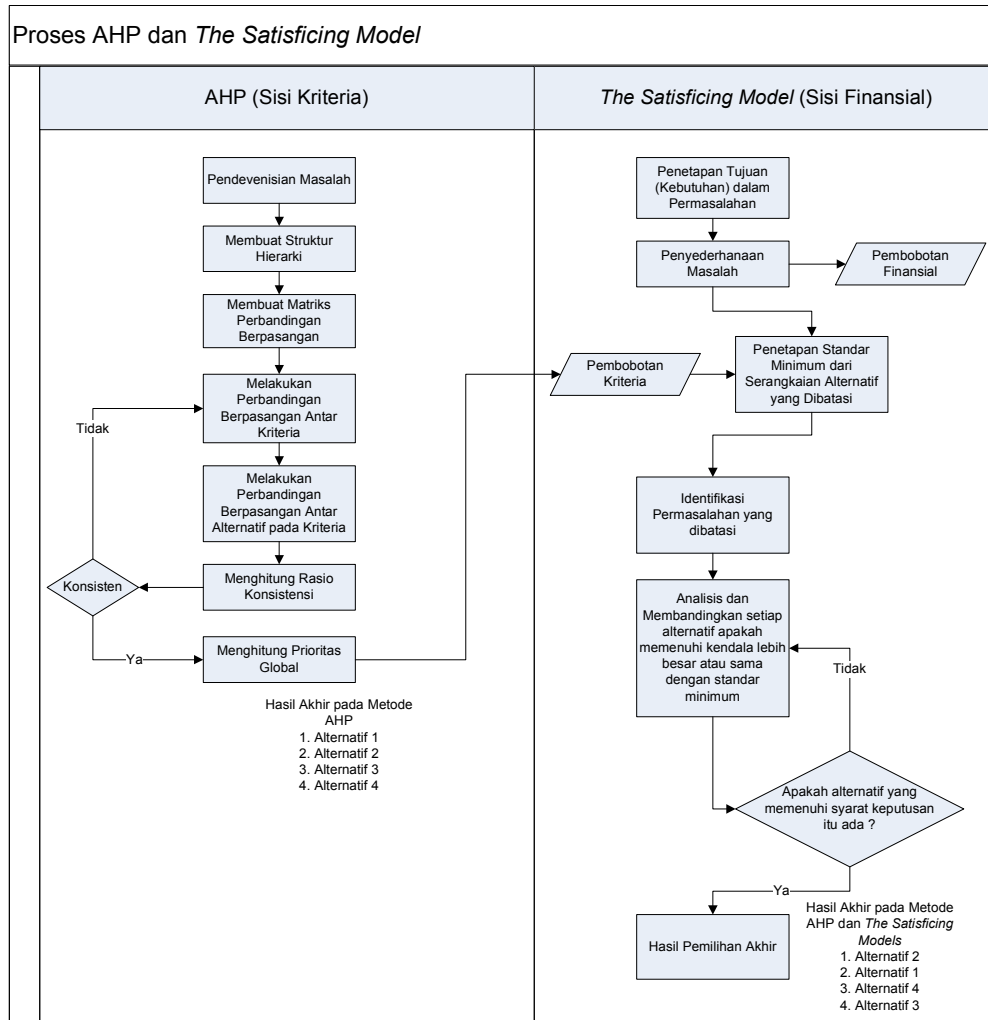 Proses AHP dan The Satisficing Model
AHP (Sisi Kriteria)
Pendevenisian Masalah
Membuat Struktur
Hierarki
Membuat Matriks
Perbandingan
Berpasangan
Melakukan
Perbandingan
Berpasangan Antar
Kriteria
Tidak
Melakukan
Perbandingan
Berpasangan Antar
Alternatif pada Kriteria
Konsisten
Menghitung Rasio
Konsistensi
Ya
Menghitung Prioritas
Global
Hasil Akhir pada Metode
AHP
1. Alternatif 1
2. Alternatif 2
3. Alternatif 3
4. Alternatif 4
The Satisficing Model (Sisi Finansial)
Penetapan Tujuan
(Kebutuhan) dalam
Permasalahan
Penyederhanaan
Masalah
Pembobotan
Finansial
Pembobotan
Kriteria
Penetapan Standar
Minimum dari
Serangkaian Alternatif
yang Dibatasi
Identifikasi
Permasalahan yang
dibatasi
Analisis dan
Membandingkan setiap
alternatif apakah
memenuhi kendala lebih
besar atau sama
dengan standar
minimum
Tidak
Apakah alternatif yang
memenuhi syarat keputusan
itu ada ?
Ya
Hasil Pemilihan Akhir
Hasil Akhir pada Metode
AHP dan The Satisficing
Models
1. Alternatif 2
2. Alternatif 1
3. Alternatif 4
4. Alternatif 3